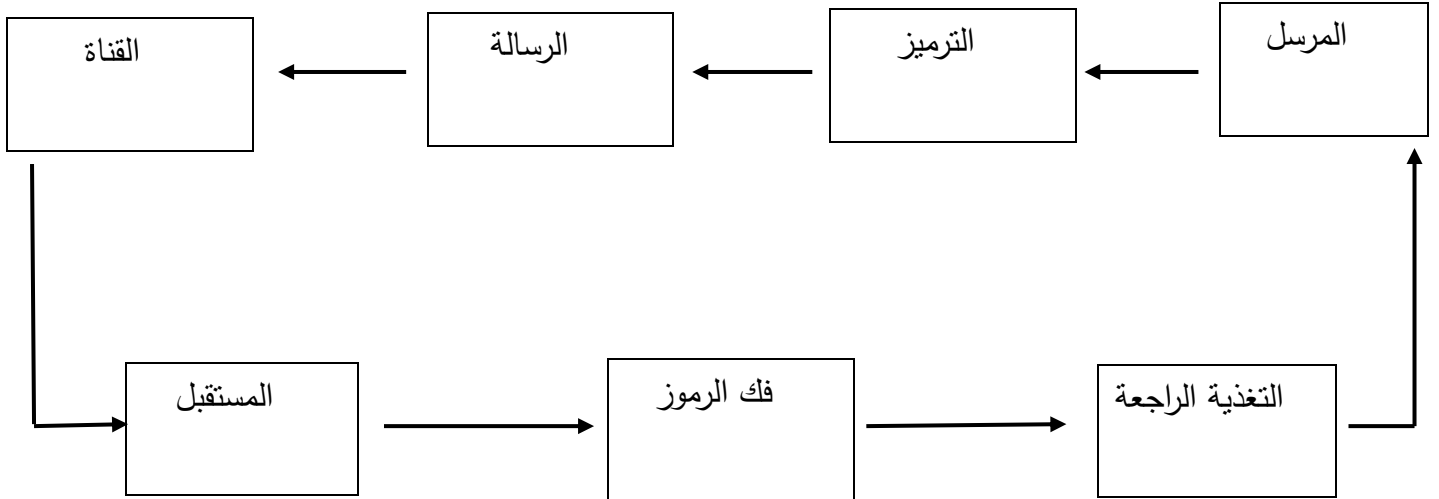 المرسل
الترميز
الرسالة
القناة
المستقبل
فك الرموز
التغذية الراجعة